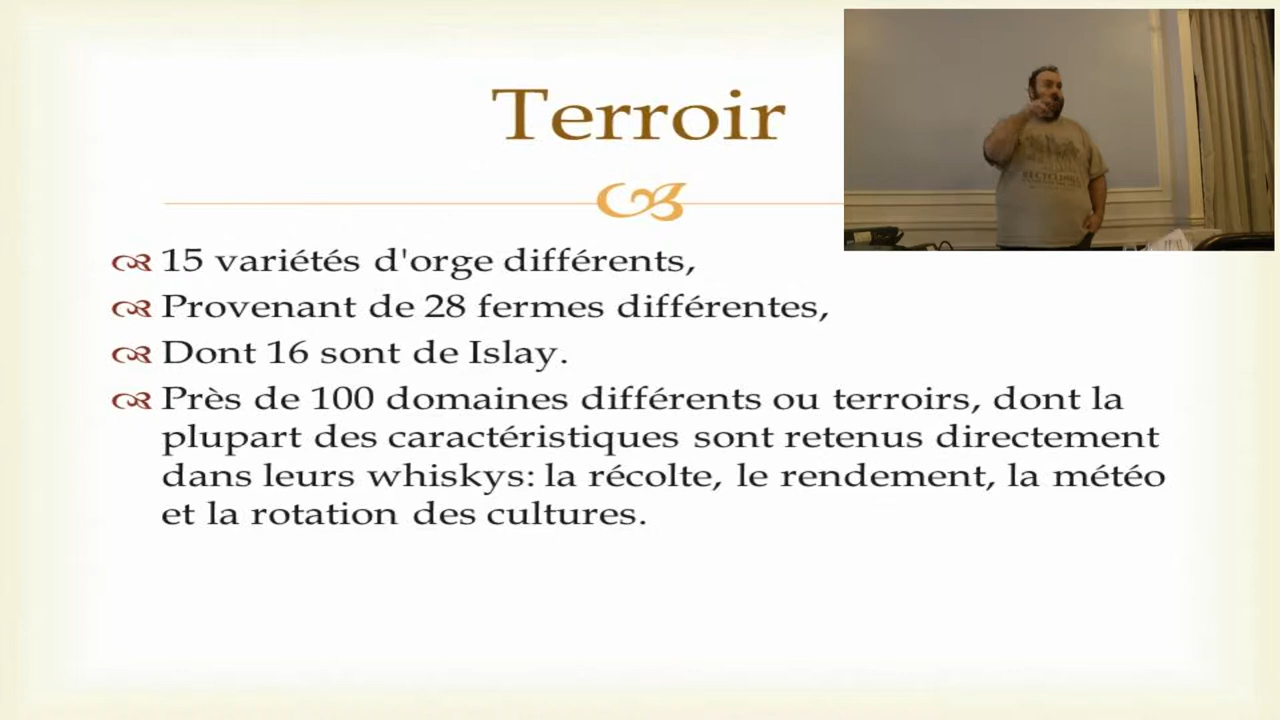 Terroir
15 variétés d'orge différents,
Provenant de 28 fermes différentes,
Dont 16 sont de Islay.
Près de 100 domaines différents ou terroirs, dont la
plupart des caractéristiques sont retenus directement
dans leurs whiskys: la récolte, le rendement, la météo
et la rotation des cultures.